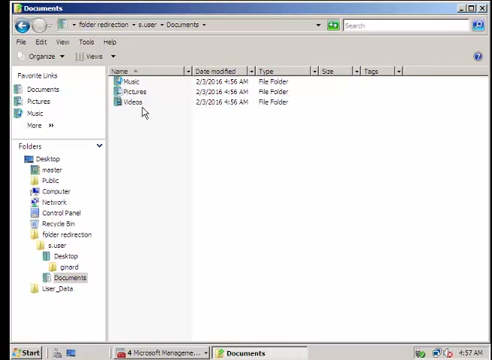 Documents
folder redirection ▸ s.user ▸ Documents
Search
File Edit View Tools Help
Organize Views
Favorite Links
Documents
Pictures
Music
More »
Folders
Desktop
master
Public
Computer
Network
Control Panel
Recycle Bin
folder redirection
s.user
Desktop
ginard
Documents
User_Data
Name Date modified Type Size Tags
Music 2/3/2016 4:56 AM File Folder
Pictures 2/3/2016 4:56 AM File Folder
Videos 2/3/2016 4:56 AM File Folder
Start 4 Microsoft Manageme... Documents 4:57 AM